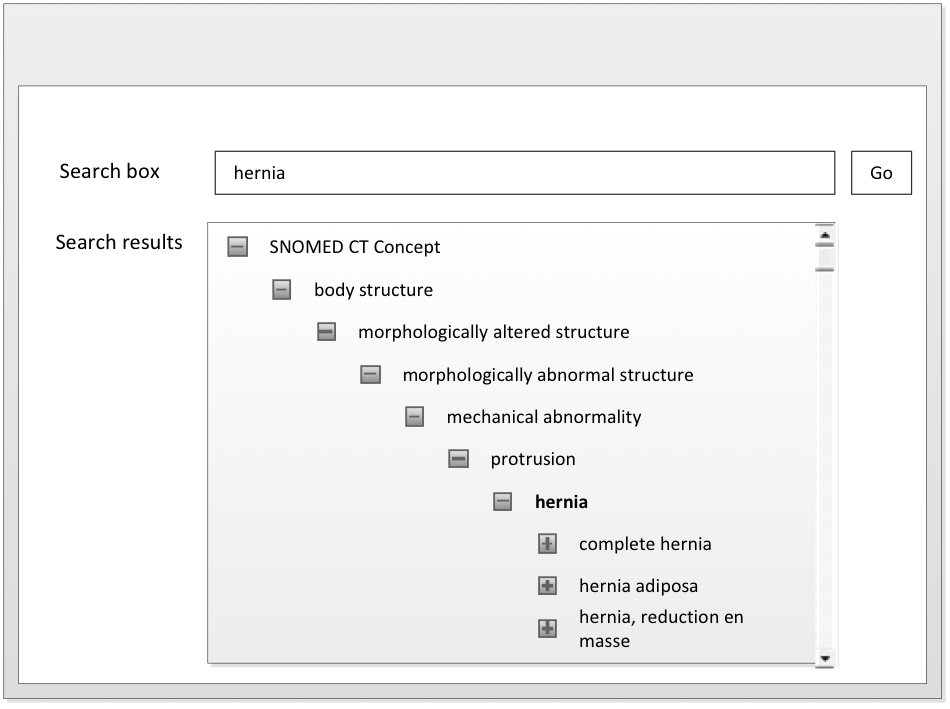 Search box
hernia
Go
Search results
SNOMED CT Concept
body structure
morphologically altered structure
morphologically abnormal structure
mechanical abnormality
protrusion
hernia
complete hernia
hernia adiposa
hernia, reduction en
masse